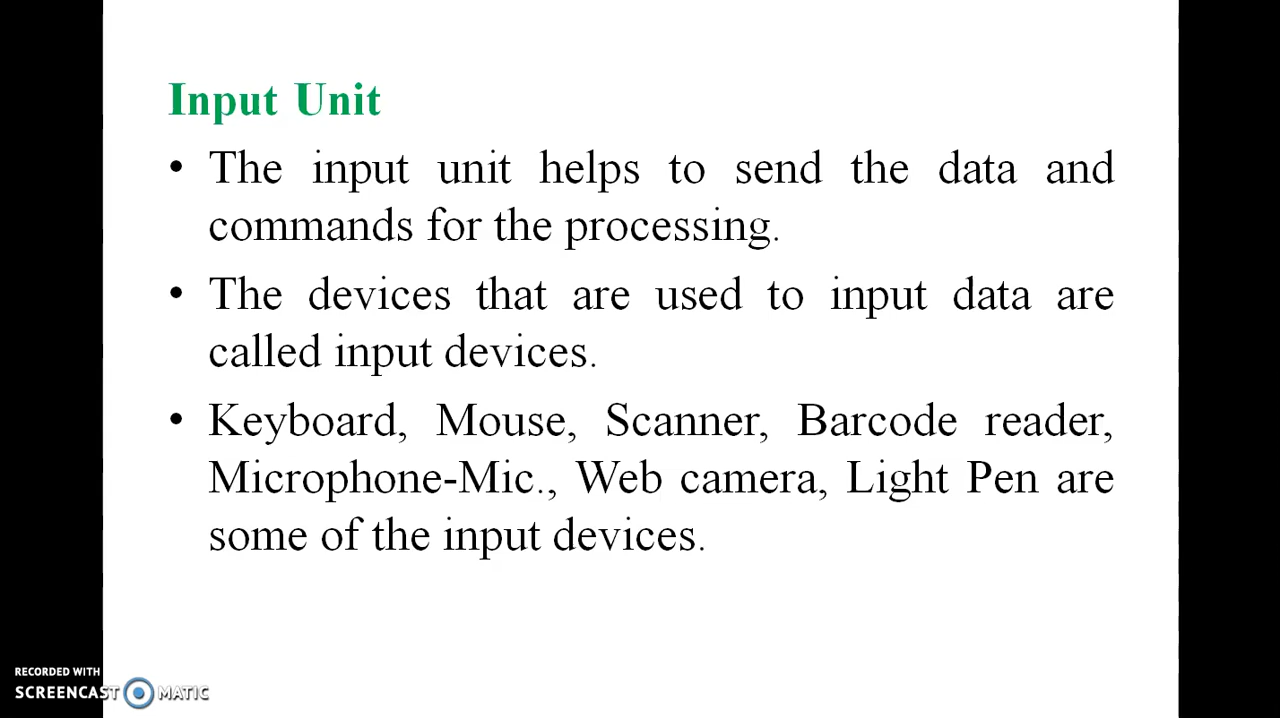 Input Unit
• The input unit helps to send the data and
commands for the processing.
• The devices that are used to input data are
called input devices.
• Keyboard, Mouse, Scanner, Barcode reader,
Microphone-Mic., Web camera, Light Pen are
some of the input devices.
RECORDED WITH
SCREENCAST MATIC